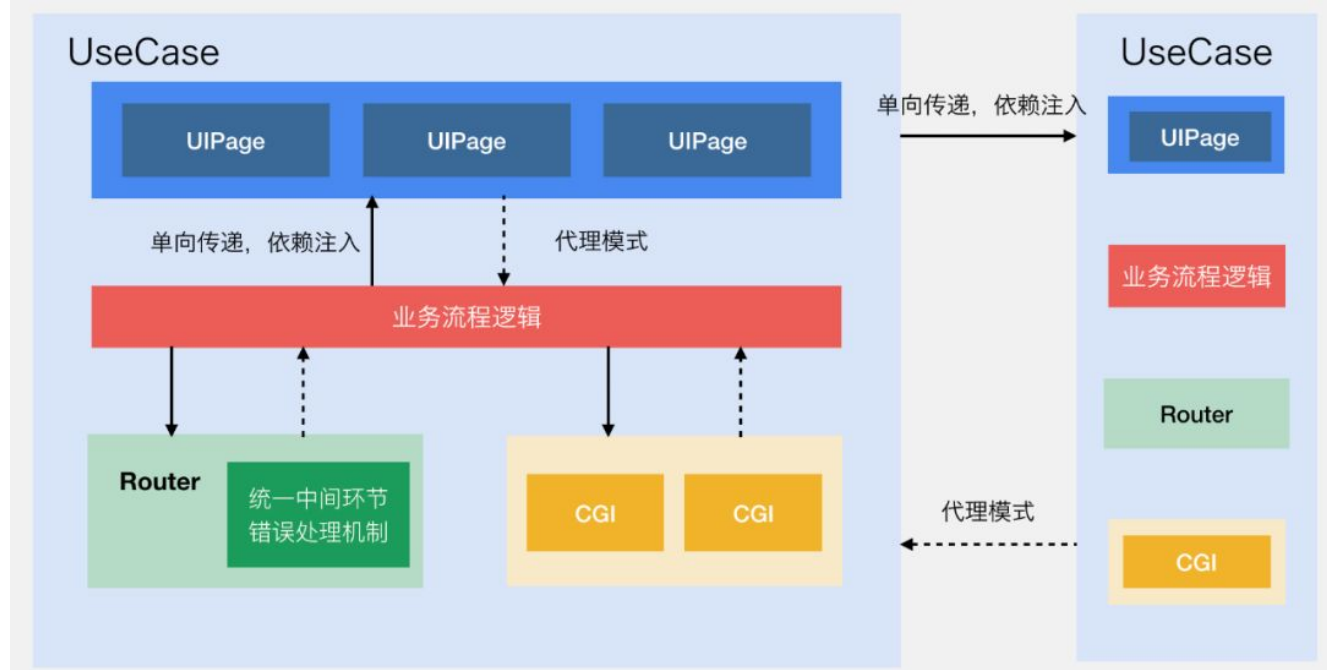 UseCase
UIPage
UIPage
UIPage
单向传递，依赖注入
代理模式
业务流程逻辑
Router
统一中间环节
错误处理机制
CGI
CGI
单向传递，依赖注入
代理模式
UseCase
UIPage
业务流程逻辑
Router
CGI